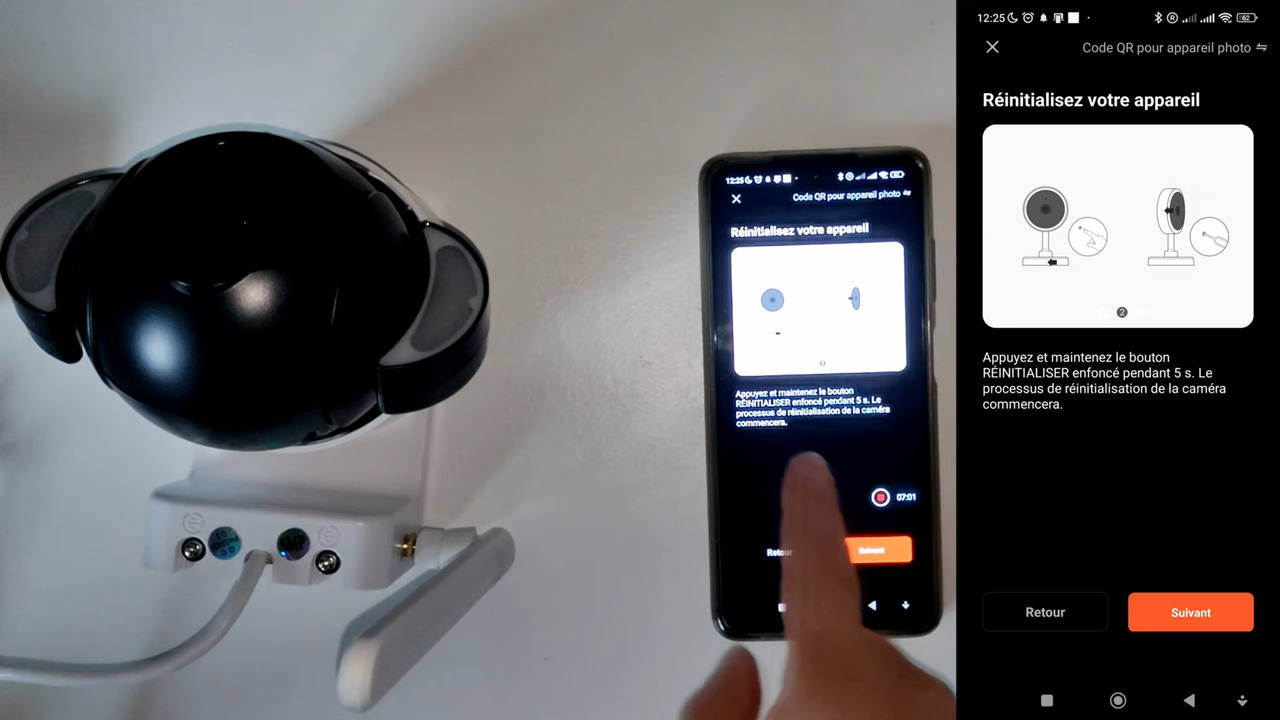 12:25
Code QR pour appareil photo
Réinitialisez votre appareil
Appuyez et maintenez le bouton
RÉINITIALISER enfoncé pendant 5 s. Le
processus de réinitialisation de la caméra
commencera.
07:01
Retour
Suivant
12:25
62
Code QR pour appareil photo
Réinitialisez votre appareil
2
Appuyez et maintenez le bouton
RÉINITIALISER enfoncé pendant 5 s. Le
processus de réinitialisation de la caméra
commencera.
Retour
Suivant